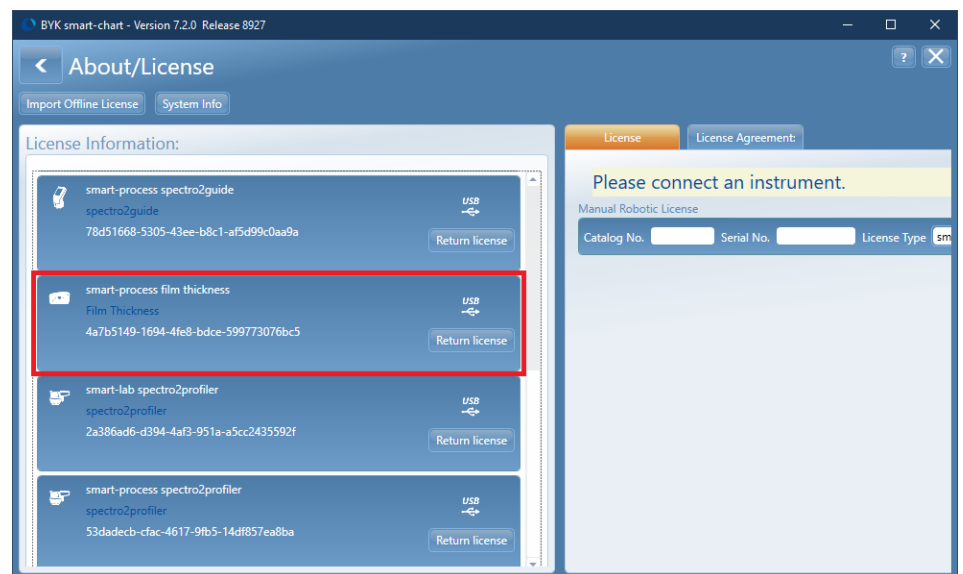 BYK smart-chart - Version 7.2.0 Release 8927
About/License
?
Import Offline License
System Info
License Information:
smart-process spectro2guide
spectro2guide
78d51668-5305-43ee-b8c1-af5d99c0aa9a
USB
Return license
smart-process film thickness
Film Thickness
4a7b5149-1694-4fe8-bdce-599773076bc5
USB
Return license
smart-lab spectro2profiler
spectro2profiler
2a386ad6-d394-4af3-951a-a5cc2435592f
USB
Return license
smart-process spectro2profiler
spectro2profiler
53dadecb-cfac-4617-9fb5-14df857ea8ba
USB
Return license
License
License Agreement:
Please connect an instrument.
Manual Robotic License
Catalog No.
Serial No.
License Type
sm